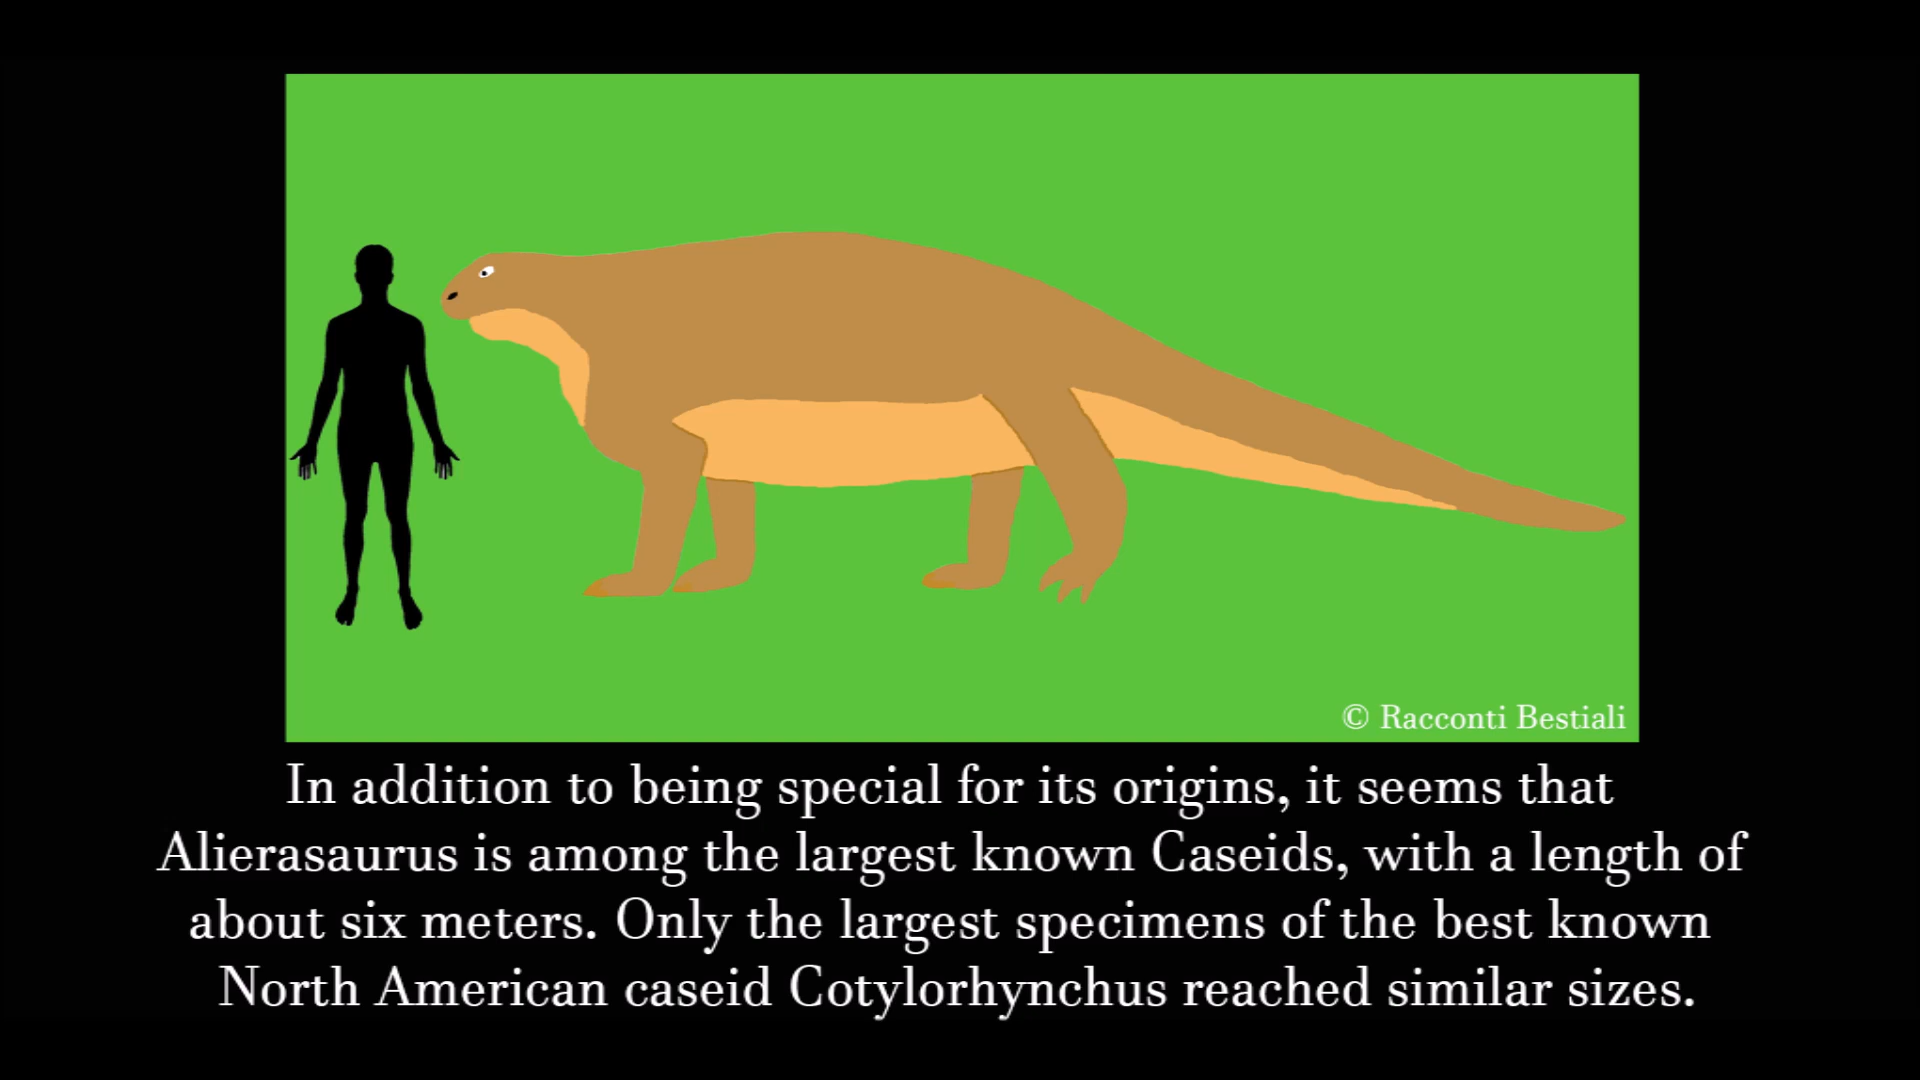 © Racconti Bestiali
In addition to being special for its origins, it seems that
Alierasaurus is among the largest known Caseids, with a length of
about six meters. Only the largest specimens of the best known
North American caseid Cotylorhynchus reached similar sizes.